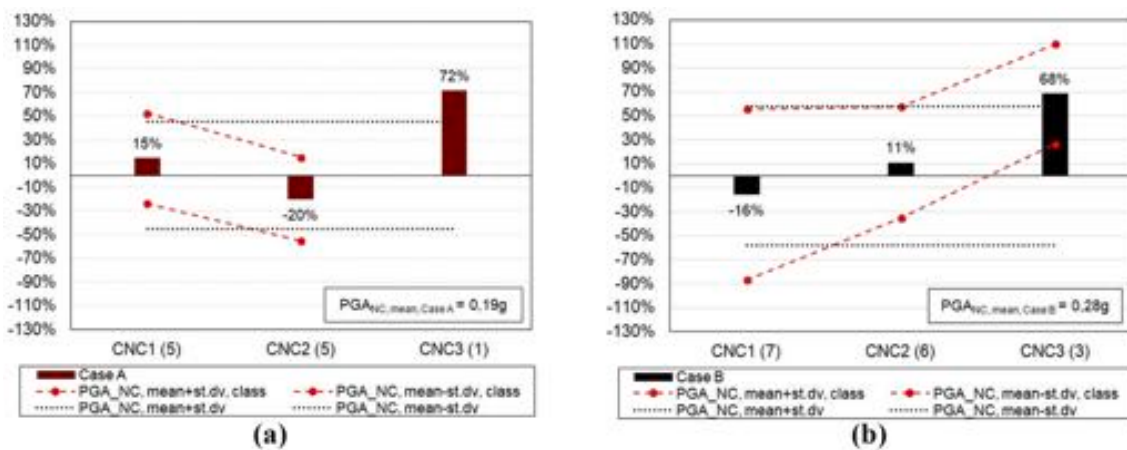 130%
110%
90%
70%
50%
30%
10%
-10%
-30%
-50%
-70%
-90%
-110%
-130%
15%
-20%
72%
PGA_NC, mean, Case A = 0.19g
CNC1 (5) CNC2 (5) CNC3 (1)
Case A
PGA_NC, mean+st.dv, class PGA_NC, mean-st.dv, class
PGA_NC, mean+st.dv PGA_NC, mean-st.dv
(a)
130%
110%
90%
70%
50%
30%
10%
-10%
-30%
-50%
-70%
-90%
-110%
-130%
-16%
11%
68%
PGA_NC, mean, Case B = 0.28g
CNC1 (7) CNC2 (6) CNC3 (3)
Case B
PGA_NC, mean+st.dv, class PGA_NC, mean-st.dv, class
PGA_NC, mean+st.dv PGA_NC, mean-st.dv
(b)